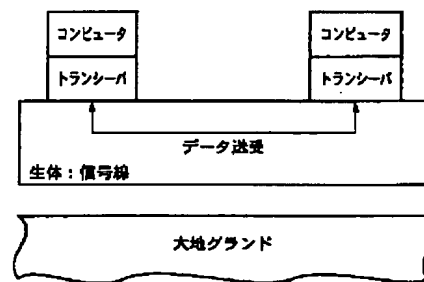 コンピュータ
コンピュータ
トランシーバ
トランシーバ
データ送受
生体：信号線
大地グランド